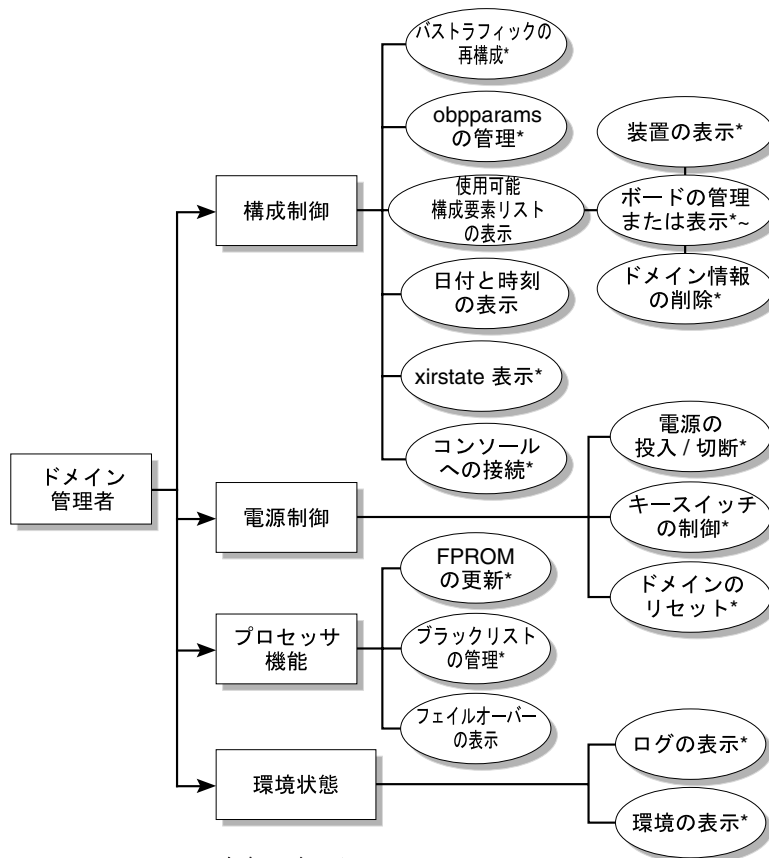 バストラフィックの
再構成*
obpparams
の管理*
使用可能
構成要素リスト
の表示
日付と時刻
の表示
xirstate 表示*
コンソール
への接続*
装置の表示*
ボードの管理
または表示*~
ドメイン情報
の削除*
構成制御
ドメイン
管理者
電源制御
電源の
投入 / 切断*
キースイッチ
の制御*
ドメインの
リセット*
プロセッサ
機能
FPROM
の更新*
ブラックリスト
の管理*
フェイルオーバー
の表示
環境状態
ログの表示*
環境の表示*